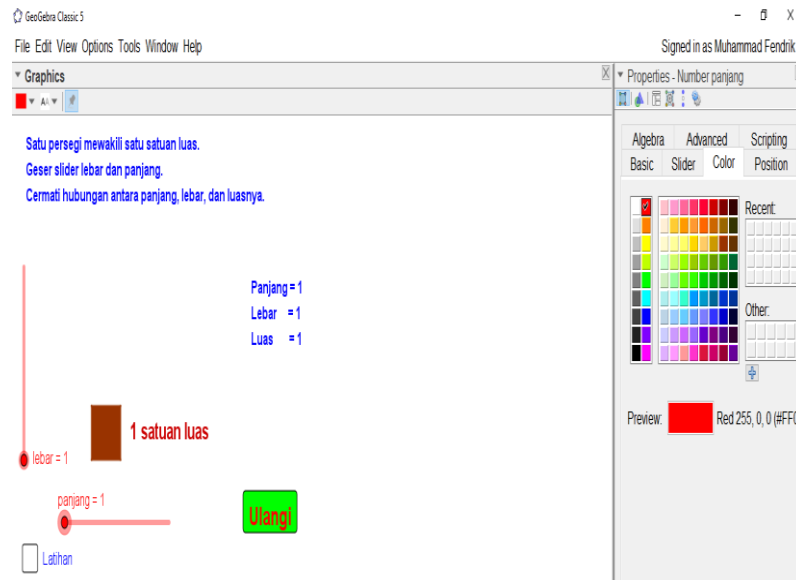 GeoGebra Classic 5
File Edit View Options Tools Window Help
Signed in as Muhammad Fendrik
Graphics
Properties - Number panjang
Satu persegi mewakili satu satuan luas.
Geser slider lebar dan panjang.
Cermati hubungan antara panjang, lebar, dan luasnya.
Panjang = 1
Lebar = 1
Luas = 1
1 satuan luas
lebar = 1
panjang = 1
Ulangi
Latihan
Algebra Advanced Scripting
Basic Slider Color Position
Recent:
Other:
Preview: Red 255, 0, 0 (#FF0